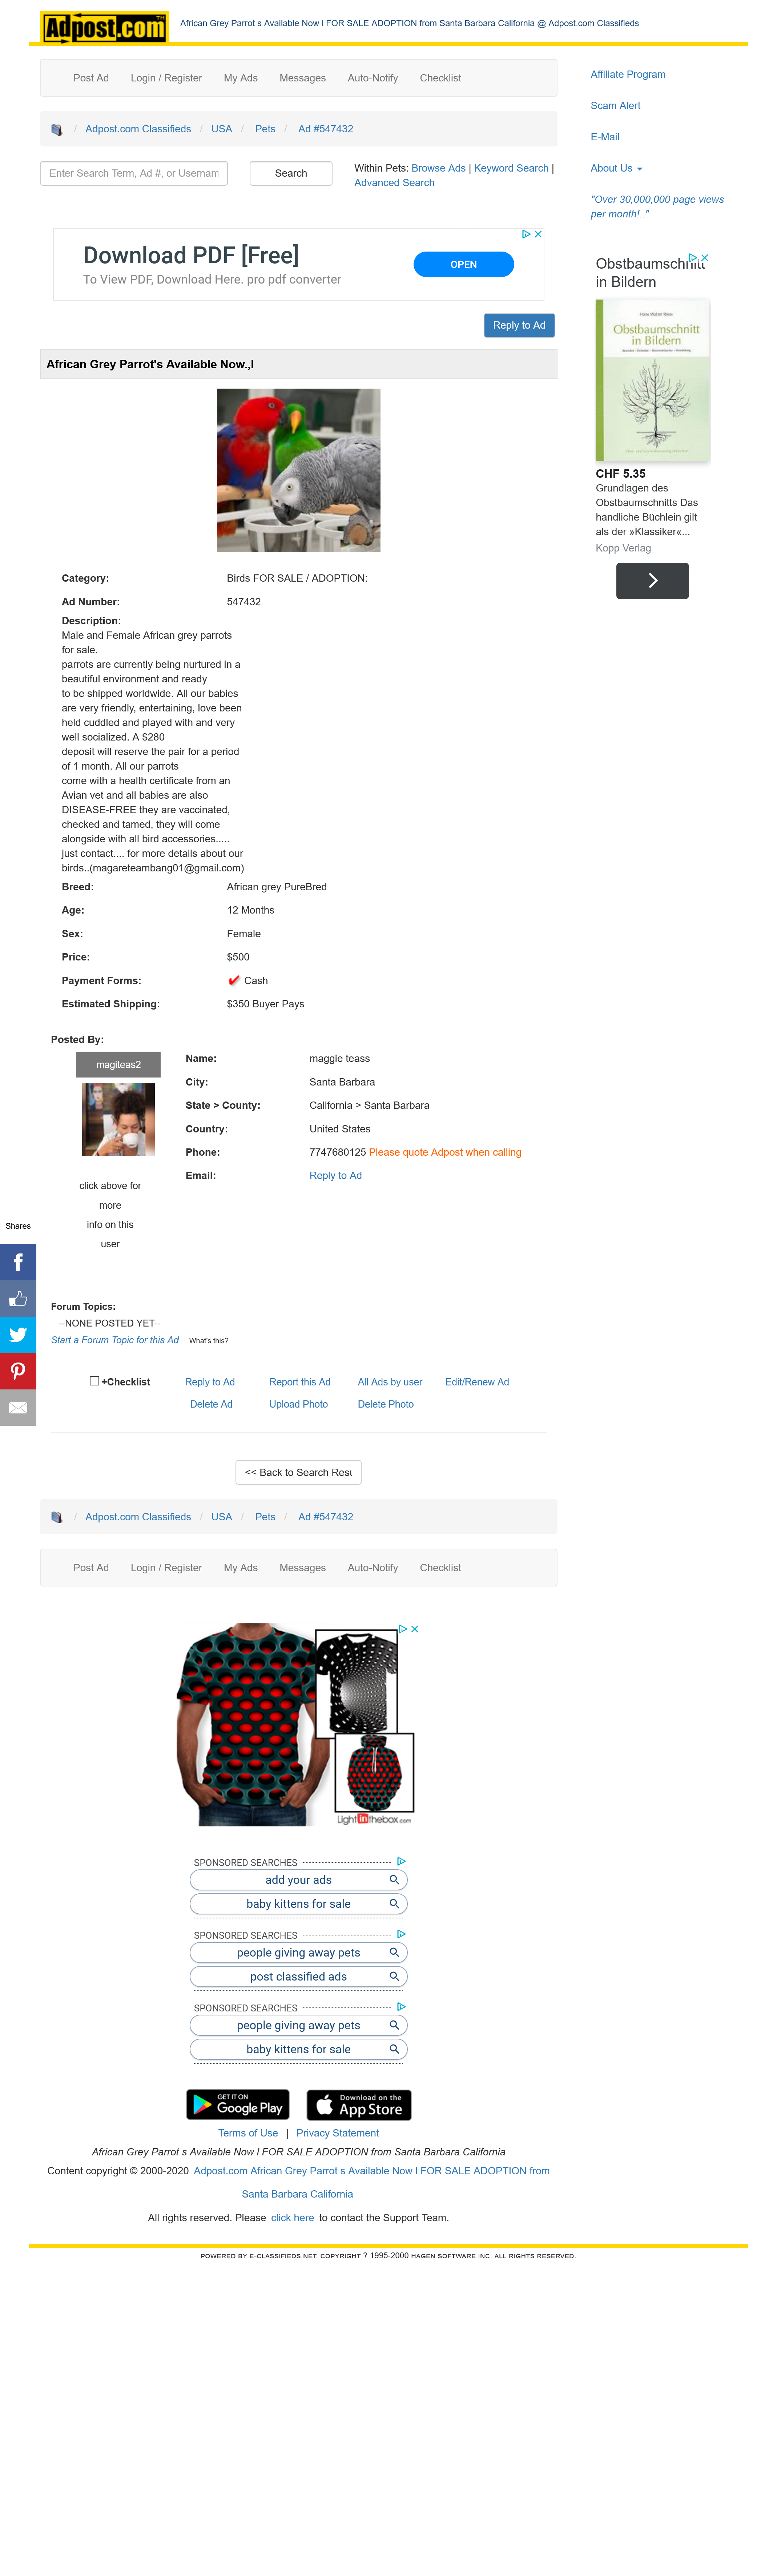 Adpost.com TM
African Grey Parrot s Available Now l FOR SALE ADOPTION from Santa Barbara California @ Adpost.com Classifieds
Post Ad Login / Register My Ads Messages Auto-Notify Checklist
/ Adpost.com Classifieds / USA / Pets / Ad #547432
Enter Search Term, Ad #, or Usernam
Search
Within Pets: Browse Ads | Keyword Search |
Advanced Search
Affiliate Program
Scam Alert
E-Mail
About Us
"Over 30,000,000 page views
per month!.."
Download PDF [Free]
To View PDF, Download Here. pro pdf converter
OPEN
Obstbaumschnitt
in Bildern
Obstbaumschnitt
in Bildern
CHF 5.35
Grundlagen des
Obstbaumschnitts Das
handliche Büchlein gilt
als der »Klassiker«...
Kopp Verlag
Reply to Ad
African Grey Parrot's Available Now.,l
Category: Birds FOR SALE / ADOPTION:
Ad Number: 547432
Description:
Male and Female African grey parrots
for sale.
parrots are currently being nurtured in a
beautiful environment and ready
to be shipped worldwide. All our babies
are very friendly, entertaining, love been
held cuddled and played with and very
well socialized. A $280
deposit will reserve the pair for a period
of 1 month. All our parrots
come with a health certificate from an
Avian vet and all babies are also
DISEASE-FREE they are vaccinated,
checked and tamed, they will come
alongside with all bird accessories.....
just contact.... for more details about our
birds..(magareteambang01@gmail.com)
Breed: African grey PureBred
Age: 12 Months
Sex: Female
Price: $500
Payment Forms: Cash
Estimated Shipping: $350 Buyer Pays
Posted By:
magiteas2
click above for
more
info on this
user
Name: maggie teass
City: Santa Barbara
State > County: California > Santa Barbara
Country: United States
Phone: 7747680125 Please quote Adpost when calling
Email: Reply to Ad
Shares
Forum Topics:
--NONE POSTED YET--
Start a Forum Topic for this Ad What's this?
+Checklist Reply to Ad Report this Ad All Ads by user Edit/Renew Ad
Delete Ad Upload Photo Delete Photo
<< Back to Search Resu
/ Adpost.com Classifieds / USA / Pets / Ad #547432
Post Ad Login / Register My Ads Messages Auto-Notify Checklist
Lightinthebox.com
SPONSORED SEARCHES
add your ads
baby kittens for sale
SPONSORED SEARCHES
people giving away pets
post classified ads
SPONSORED SEARCHES
people giving away pets
baby kittens for sale
GET IT ON
Google Play
Download on the
App Store
Terms of Use | Privacy Statement
African Grey Parrot s Available Now l FOR SALE ADOPTION from Santa Barbara California
Content copyright © 2000-2020 Adpost.com African Grey Parrot s Available Now l FOR SALE ADOPTION from
Santa Barbara California
All rights reserved. Please click here to contact the Support Team.
POWERED BY E-CLASSIFIEDS.NET. COPYRIGHT ? 1995-2000 HAGEN SOFTWARE INC. ALL RIGHTS RESERVED.